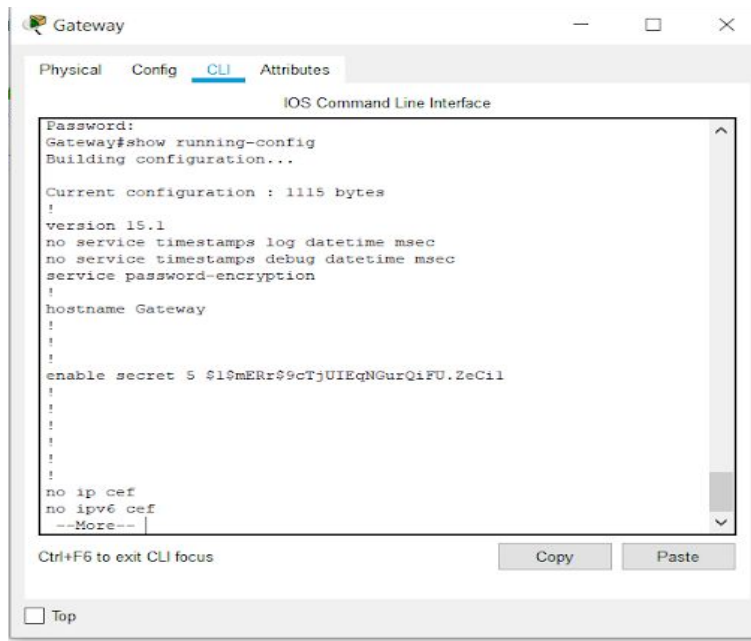 Gateway
Physical Config CLI Attributes
IOS Command Line Interface
Password:
Gateway#show running-config
Building configuration...
Current configuration : 1115 bytes
!
version 15.1
no service timestamps log datetime msec
no service timestamps debug datetime msec
service password-encryption
!
hostname Gateway
!
!
!
enable secret 5 $1$mERr$9cTjUIEqNGurQiFU.ZeCi1
!
!
!
!
!
!
no ip cef
no ipv6 cef
--More--
Ctrl+F6 to exit CLI focus
Copy Paste
Top